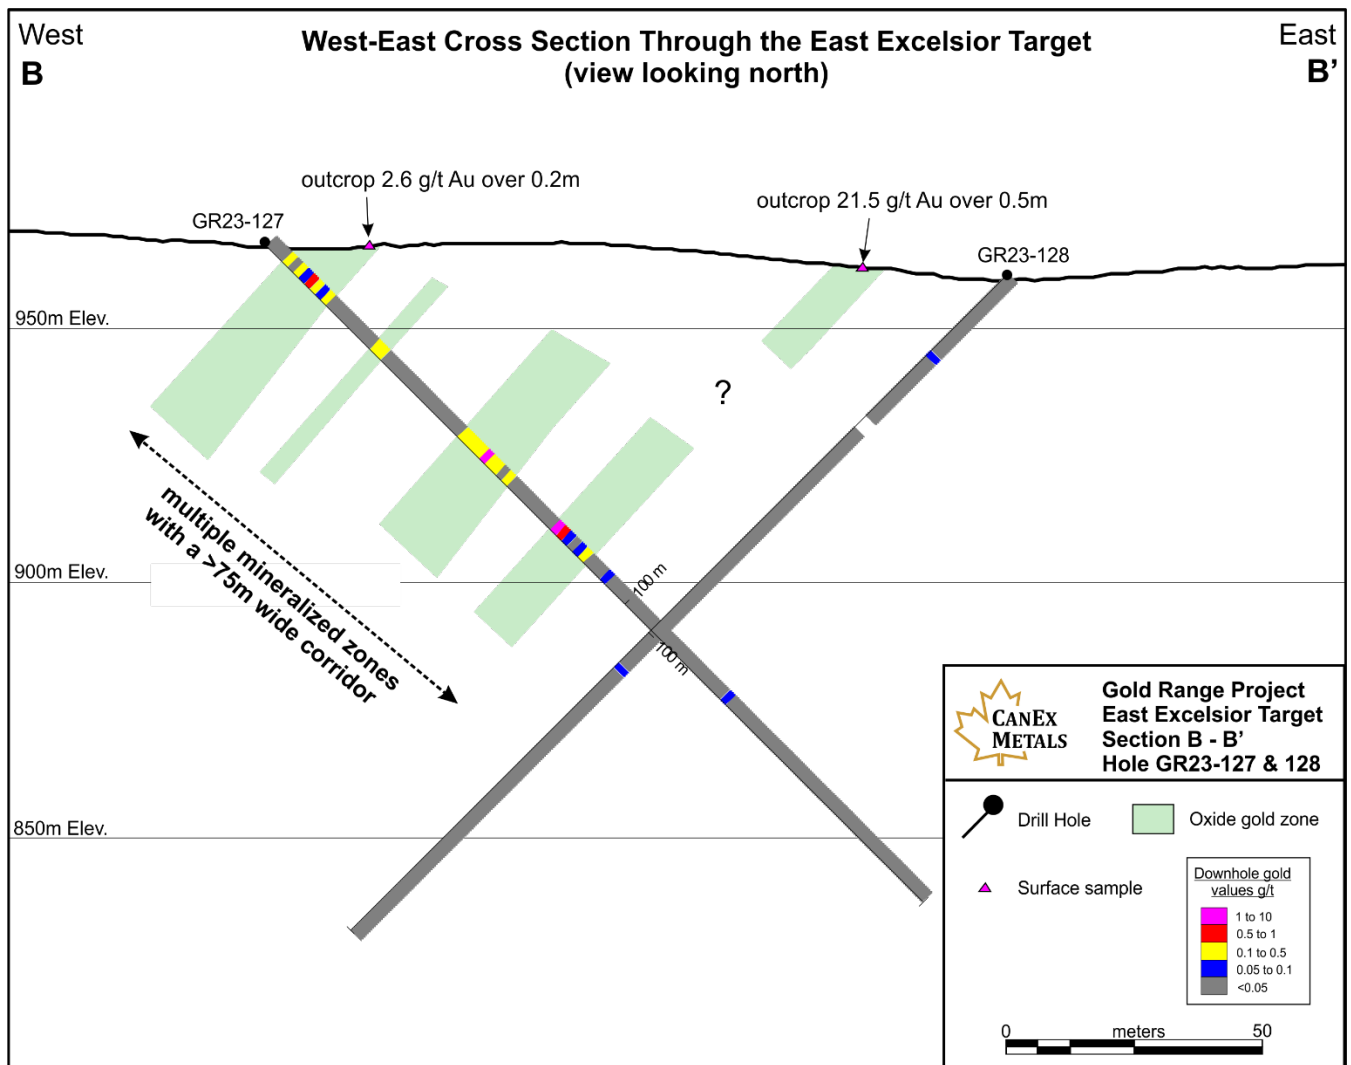 West
B
West-East Cross Section Through the East Excelsior Target
(view looking north)
East
B'
outcrop 2.6 g/t Au over 0.2m
outcrop 21.5 g/t Au over 0.5m
GR23-127
GR23-128
950m Elev.
?
900m Elev.
100 m
100 m
multiple mineralized zones
with a >75m wide corridor
850m Elev.
CANEX
METALS
Gold Range Project
East Excelsior Target
Section B - B'
Hole GR23-127 & 128
Drill Hole
Oxide gold zone
Surface sample
Downhole gold
values g/t
1 to 10
0.5 to 1
0.1 to 0.5
0.05 to 0.1
<0.05
0 meters 50